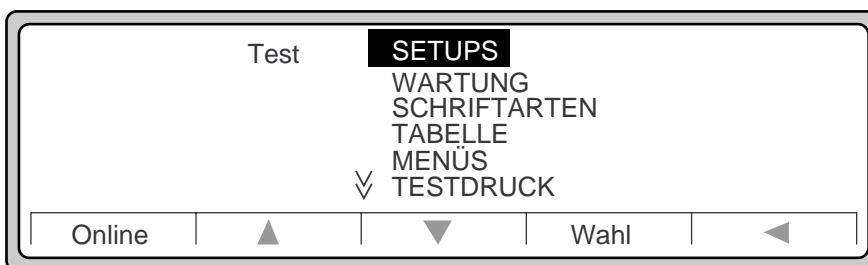 Test SETUPS
WARTUNG
SCHRIFTARTEN
TABELLE
MENÜS
TESTDRUCK
Online Wahl